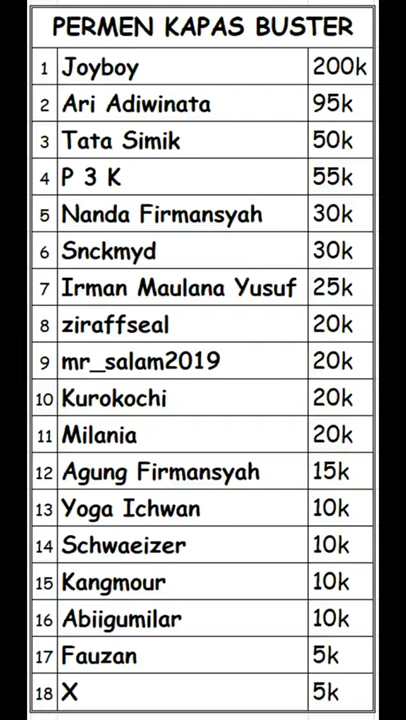 PERMEN KAPAS BUSTER
1 Joyboy 200k
2 Ari Adiwinata 95k
3 Tata Simik 50k
4 P 3 K 55k
5 Nanda Firmansyah 30k
6 Snckmyd 30k
7 Irman Maulana Yusuf 25k
8 ziraffseal 20k
9 mr_salam2019 20k
10 Kurokochi 20k
11 Milania 20k
12 Agung Firmansyah 15k
13 Yoga Ichwan 10k
14 Schwaeizer 10k
15 Kangmour 10k
16 Abiigumilar 10k
17 Fauzan 5k
18 X 5k